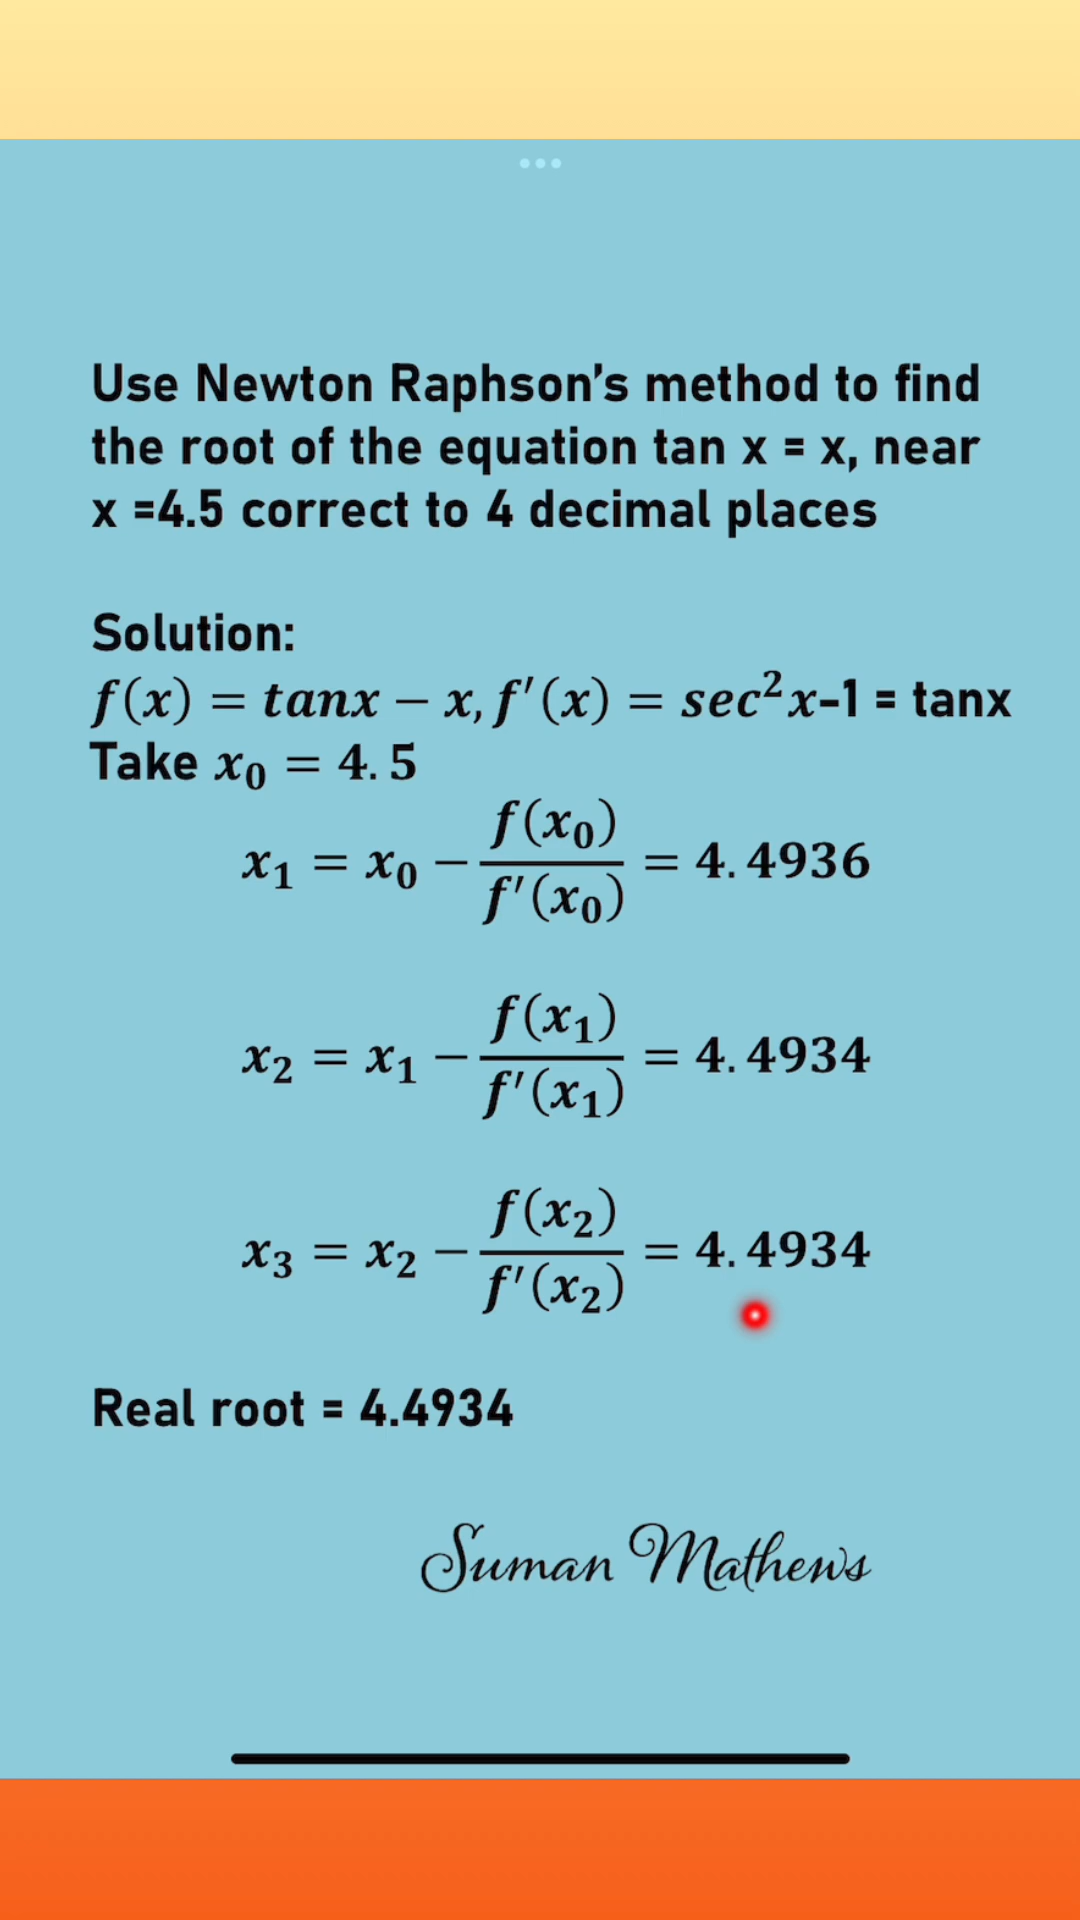 Use Newton Raphson's method to find
the root of the equation tan x = x, near
x =4.5 correct to 4 decimal places
Solution:
f(x) = tanx − x, f′(x) = sec²x-1 = tanx
Take x₀ = 4. 5
x₁ = x₀ − f(x₀)/f′(x₀) = 4. 4936
x₂ = x₁ − f(x₁)/f′(x₁) = 4. 4934
x₃ = x₂ − f(x₂)/f′(x₂) = 4. 4934
Real root = 4.4934
Suman Mathews